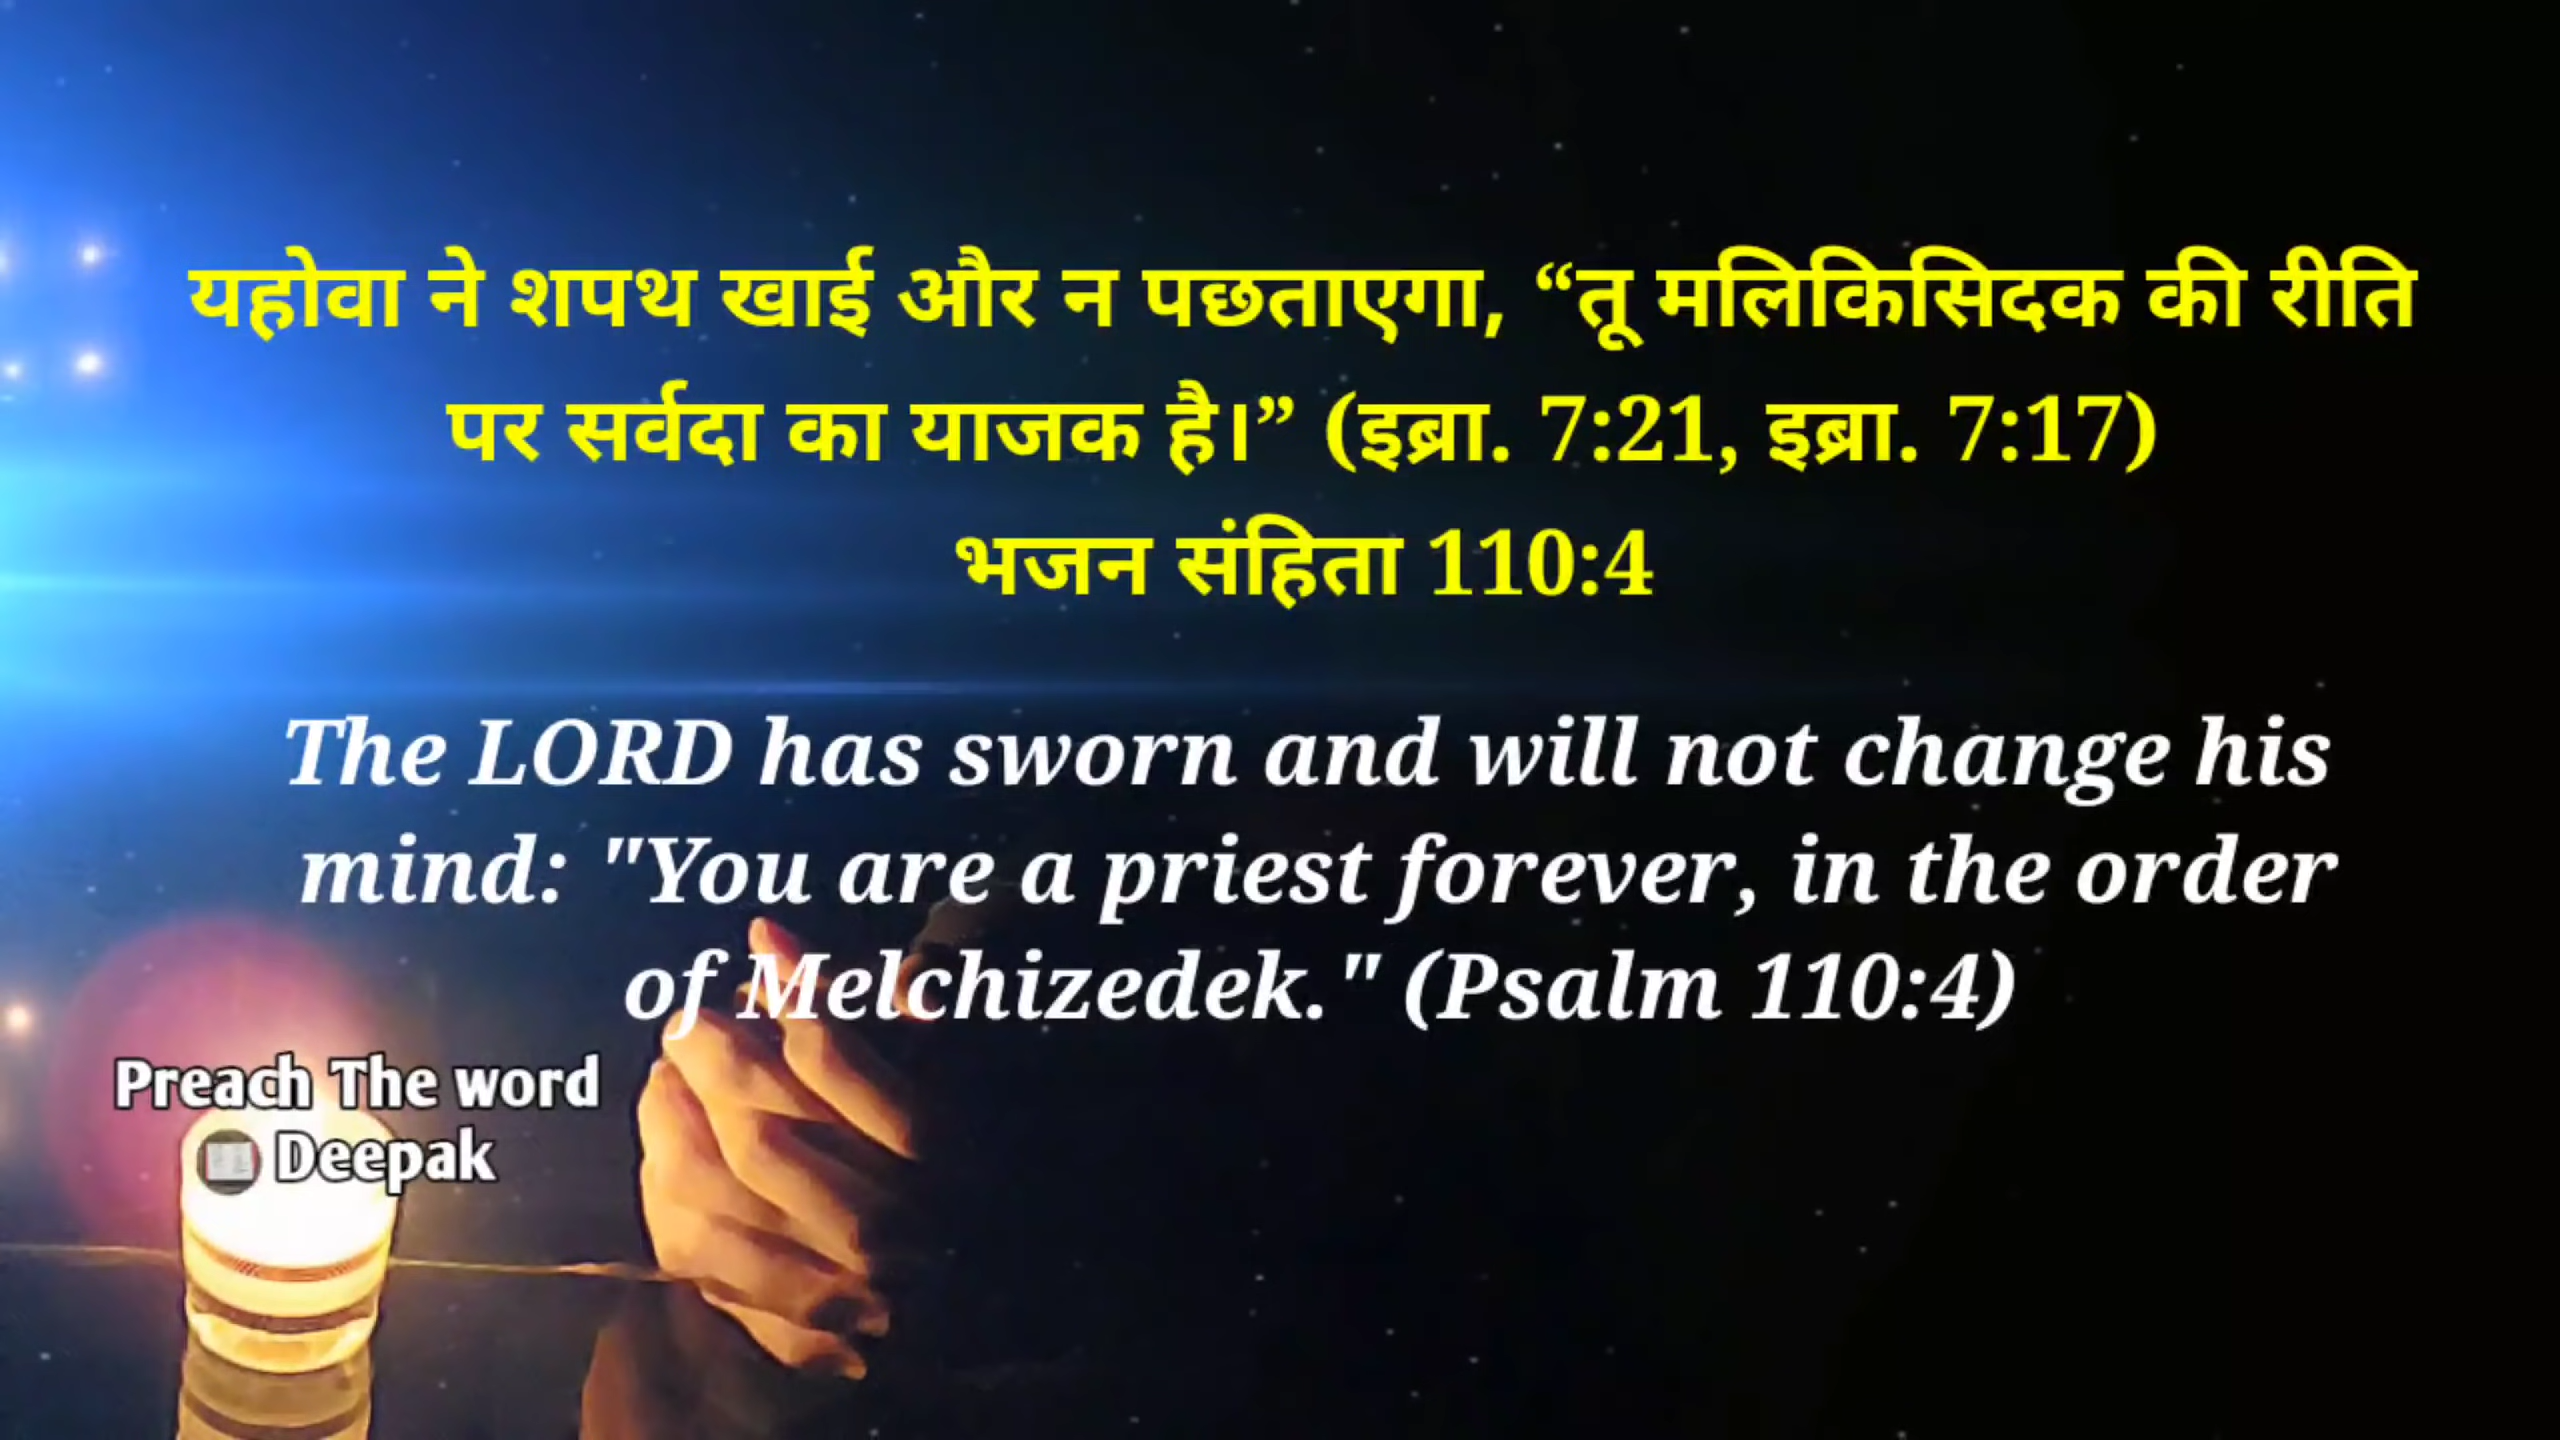 यहोवा ने शपथ खाई और न पछताएगा, “तू मलिकिसिदक की रीति
पर सर्वदा का याजक है।” (इब्रा. 7:21, इब्रा. 7:17)
भजन संहिता 110:4
The LORD has sworn and will not change his
mind: "You are a priest forever, in the order
of Melchizedek." (Psalm 110:4)
Preach The word
Deepak